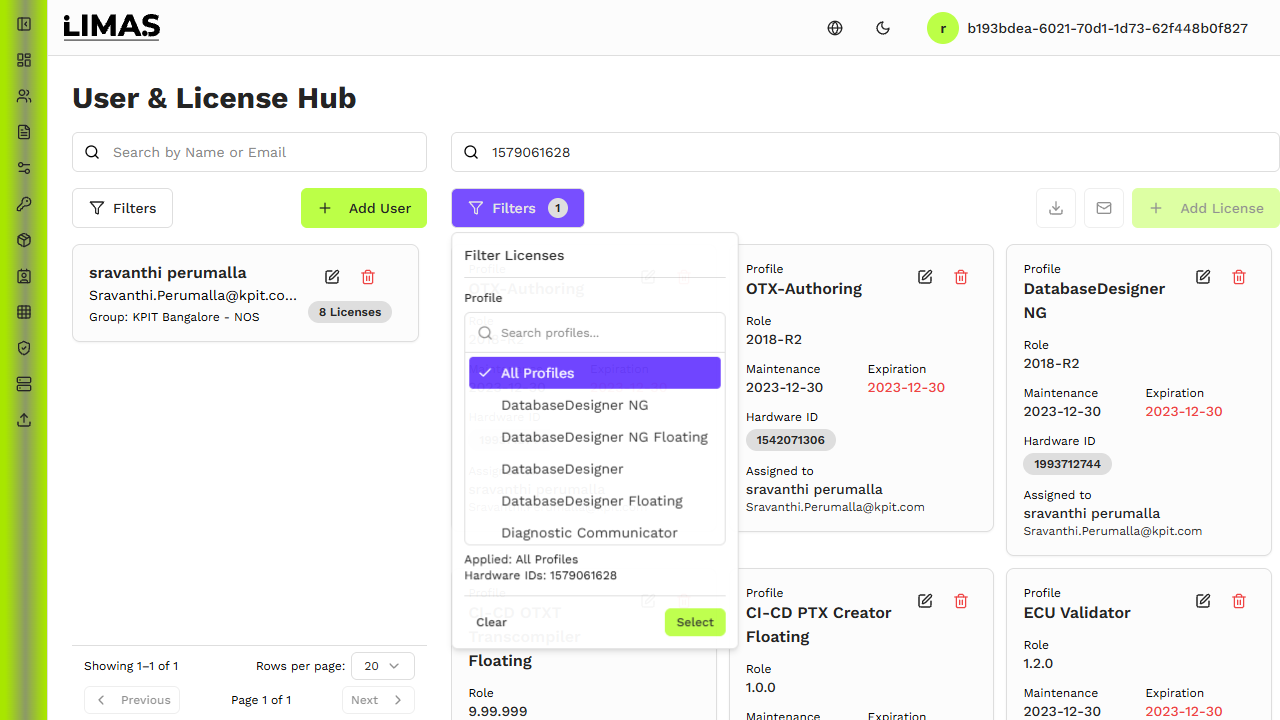 LIMAS
r
b193bdea-6021-70d1-1d73-62f448b0f827
User & License Hub
Search by Name or Email
1579061628
Filters
Add User
Filters 1
Add License
sravanthi perumalla
Sravanthi.Perumalla@kpit.co...
Group: KPIT Bangalore - NOS
8 Licenses
Showing 1–1 of 1
Rows per page: 20
Previous
Page 1 of 1
Next
Filter Licenses
Profile
Search profiles...
All Profiles
DatabaseDesigner NG
DatabaseDesigner NG Floating
DatabaseDesigner
DatabaseDesigner Floating
Diagnostic Communicator
Applied: All Profiles
Hardware IDs: 1579061628
Clear
Select
Profile
OTX-Authoring
CI-CD OTXT
Transcompiler
Floating
Role
9.99.999
Profile
OTX-Authoring
Role
2018-R2
Maintenance Expiration
2023-12-30 2023-12-30
Hardware ID
1542071306
Assigned to
sravanthi perumalla
Sravanthi.Perumalla@kpit.com
Profile
DatabaseDesigner
NG
Role
2018-R2
Maintenance Expiration
2023-12-30 2023-12-30
Hardware ID
1993712744
Assigned to
sravanthi perumalla
Sravanthi.Perumalla@kpit.com
Profile
CI-CD PTX Creator
Floating
Role
1.0.0
Maintenance Expiration
Profile
ECU Validator
Role
1.2.0
Maintenance Expiration
2023-12-30 2023-12-30